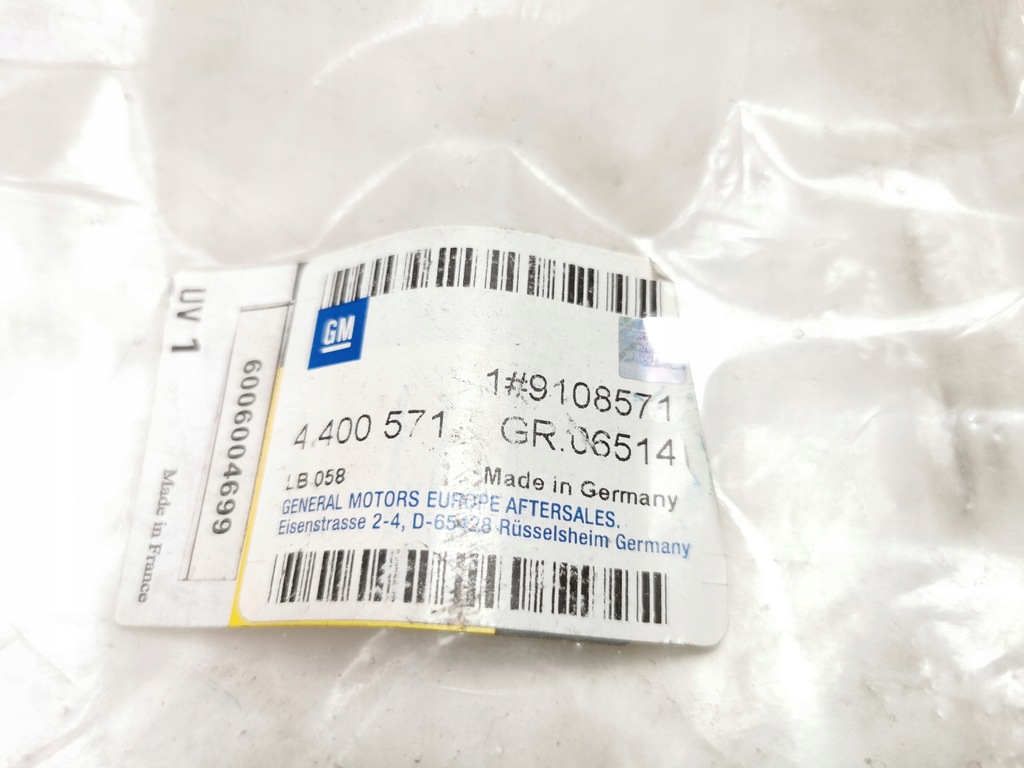 UV 1
6006004699
Made in France
GM
1#9108571
4.400 571 GR.06514
LB 058 Made in Germany
GENERAL MOTORS EUROPE AFTERSALES.
Eisenstrasse 2-4, D-65428 Rüsselsheim Germany